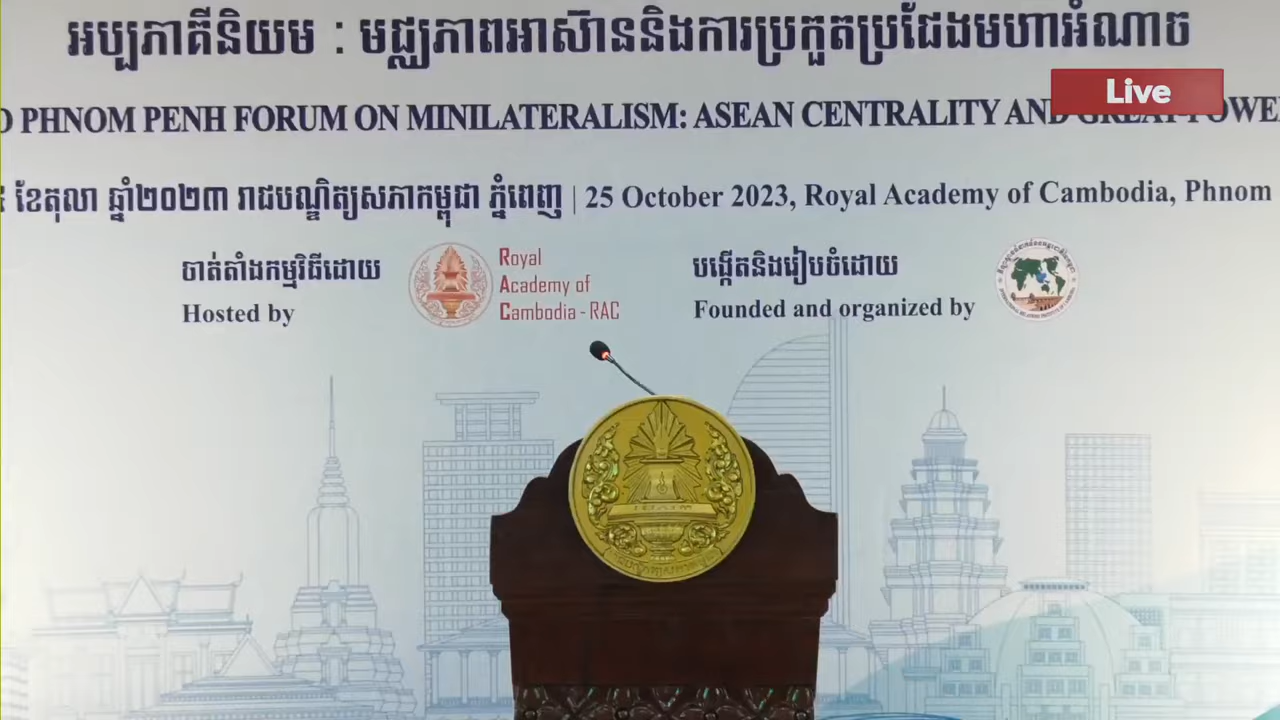 អប្បភាគីនិយម : មជ្ឈភាពអាស៊ាននិងការប្រកួតប្រជែងមហាអំណាច
Live
PHNOM PENH FORUM ON MINILATERALISM: ASEAN CENTRALITY AND GREAT POWE
ខែតុលា ឆ្នាំ២០២៣ រាជបណ្ឌិត្យសភាកម្ពុជា ភ្នំពេញ | 25 October 2023, Royal Academy of Cambodia, Phnom
ចាត់តាំងកម្មវិធីដោយ
Hosted by
Royal
Academy of
Cambodia - RAC
បង្កើតនិងរៀបចំដោយ
Founded and organized by